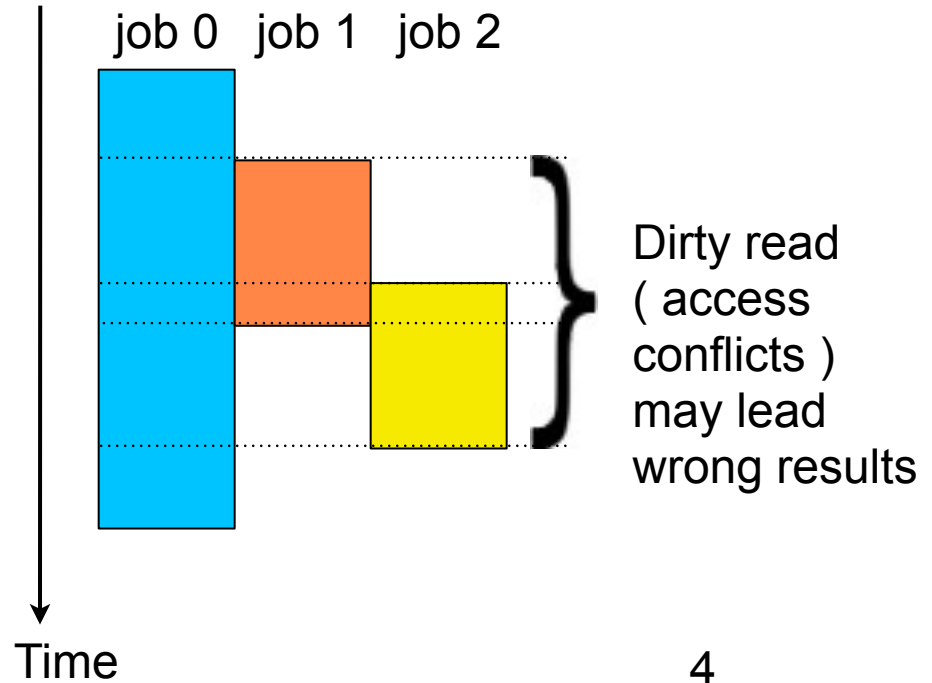 job 0 job 1 job 2
Dirty read
( access
conflicts )
may lead
wrong results
Time
4